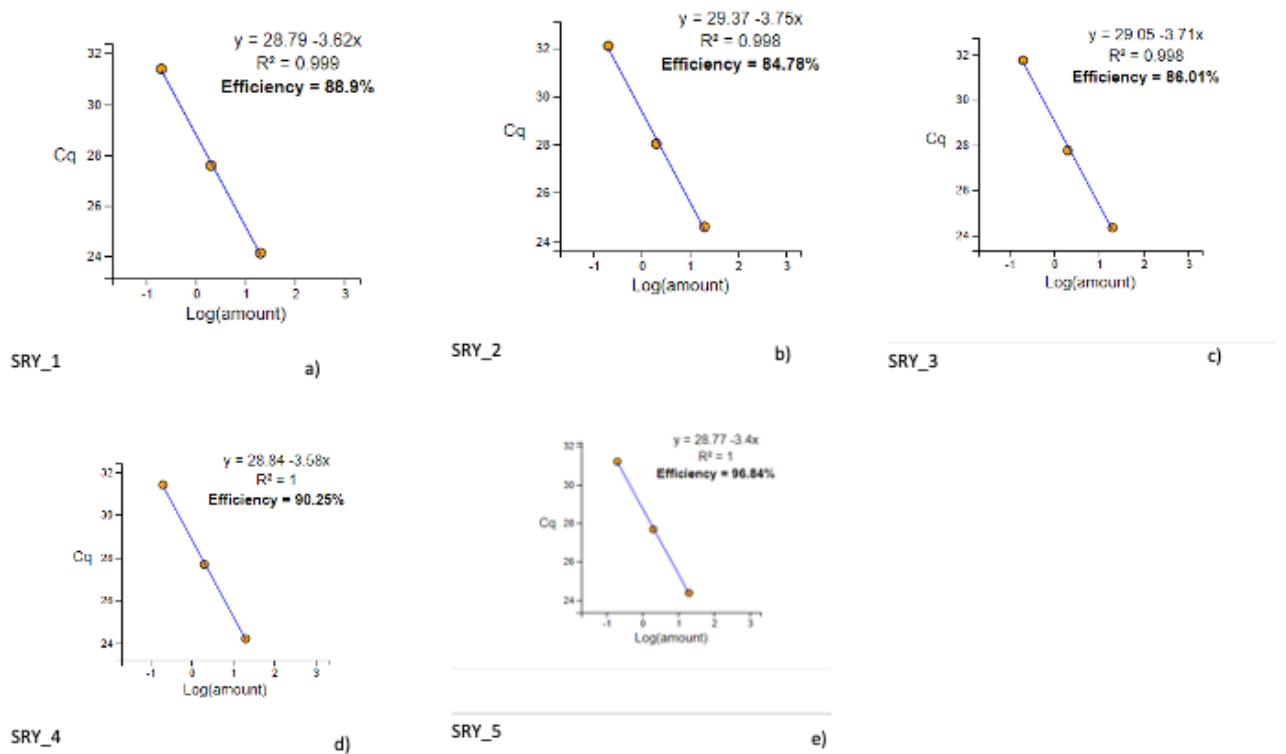 y = 28.79 -3.62x
R² = 0.999
Efficiency = 88.9%
32
30
28
26
24
Cq
-1 0 1 2 3
Log(amount)
SRY_1
a)
y = 29.37 -3.75x
R² = 0.998
Efficiency = 84.78%
32
30
28
26
24
Cq
-1 0 1 2 3
Log(amount)
SRY_2
b)
y = 29.05 -3.71x
R² = 0.998
Efficiency = 86.01%
32
30
28
26
24
Cq
-1 0 1 2 3
Log(amount)
SRY_3
c)
y = 28.84 -3.58x
R² = 1
Efficiency = 90.25%
32
30
28
26
24
Cq
-1 0 1 2 3
Log(amount)
SRY_4
d)
y = 28.77 -3.4x
R² = 1
Efficiency = 96.84%
32
30
28
26
24
Cq
-1 0 1 2 3
Log(amount)
SRY_5
e)